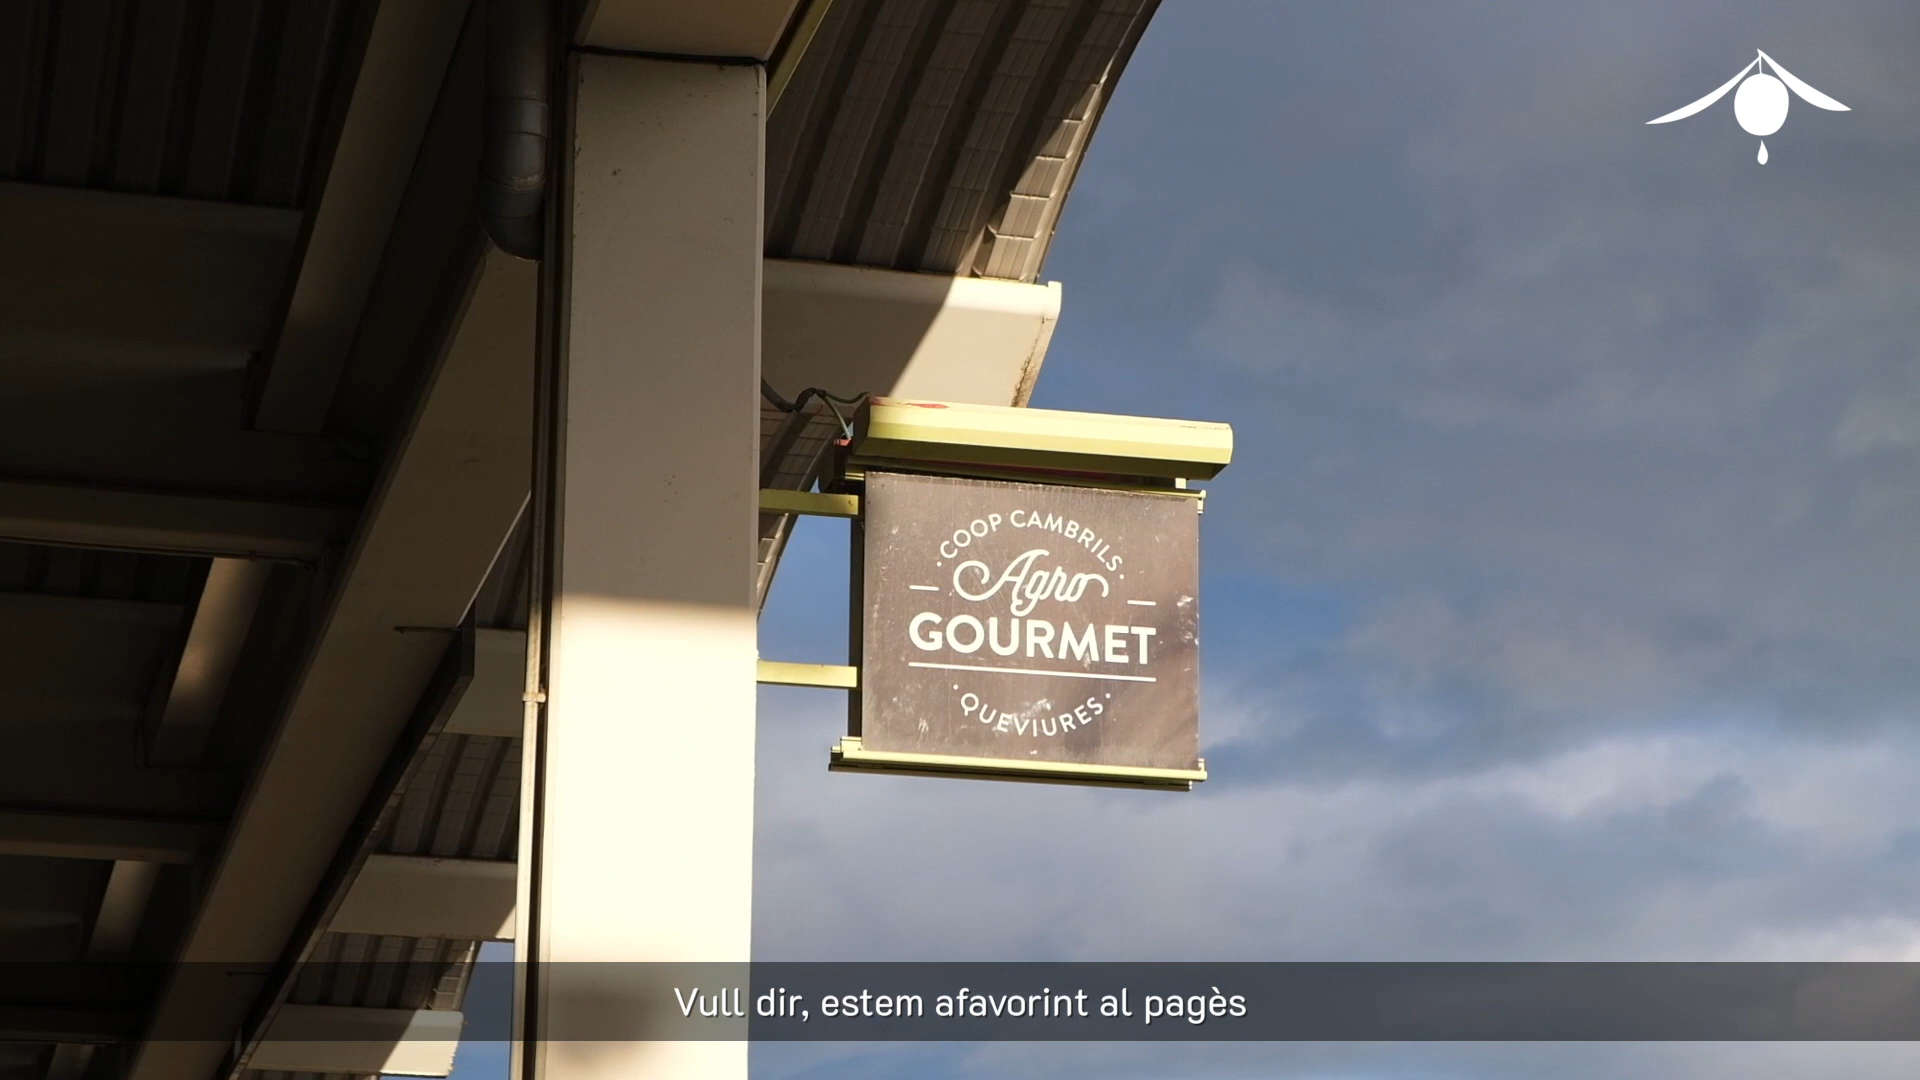 ·COOP CAMBRILS·
Agro
GOURMET
·QUEVIURES·
Vull dir, estem afavorint al pagès